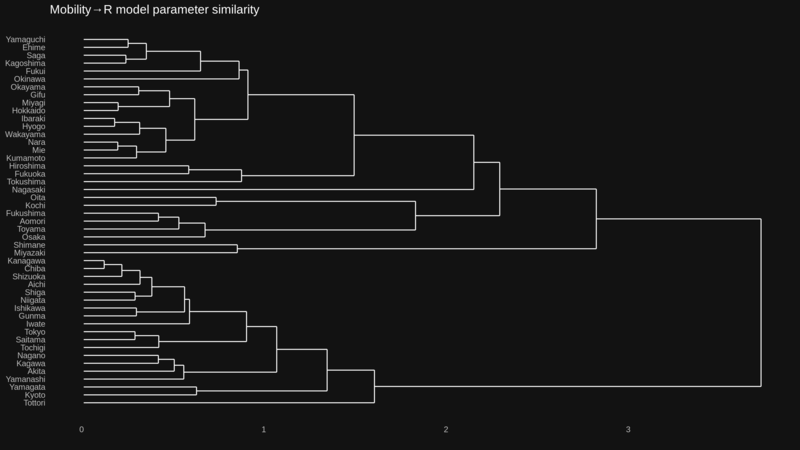 Mobility→R model parameter similarity
Yamaguchi
Ehime
Saga
Kagoshima
Fukui
Okinawa
Okayama
Gifu
Miyagi
Hokkaido
Ibaraki
Hyogo
Wakayama
Nara
Mie
Kumamoto
Hiroshima
Fukuoka
Tokushima
Nagasaki
Oita
Kochi
Fukushima
Aomori
Toyama
Osaka
Shimane
Miyazaki
Kanagawa
Chiba
Shizuoka
Aichi
Shiga
Niigata
Ishikawa
Gunma
Iwate
Tokyo
Saitama
Tochigi
Nagano
Kagawa
Akita
Yamanashi
Yamagata
Kyoto
Tottori
0 1 2 3